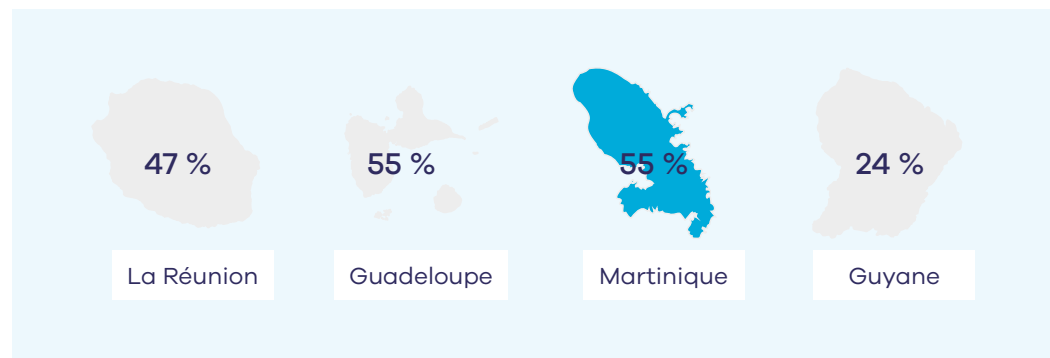 47 %
55 %
55 %
24 %
La Réunion
Guadeloupe
Martinique
Guyane